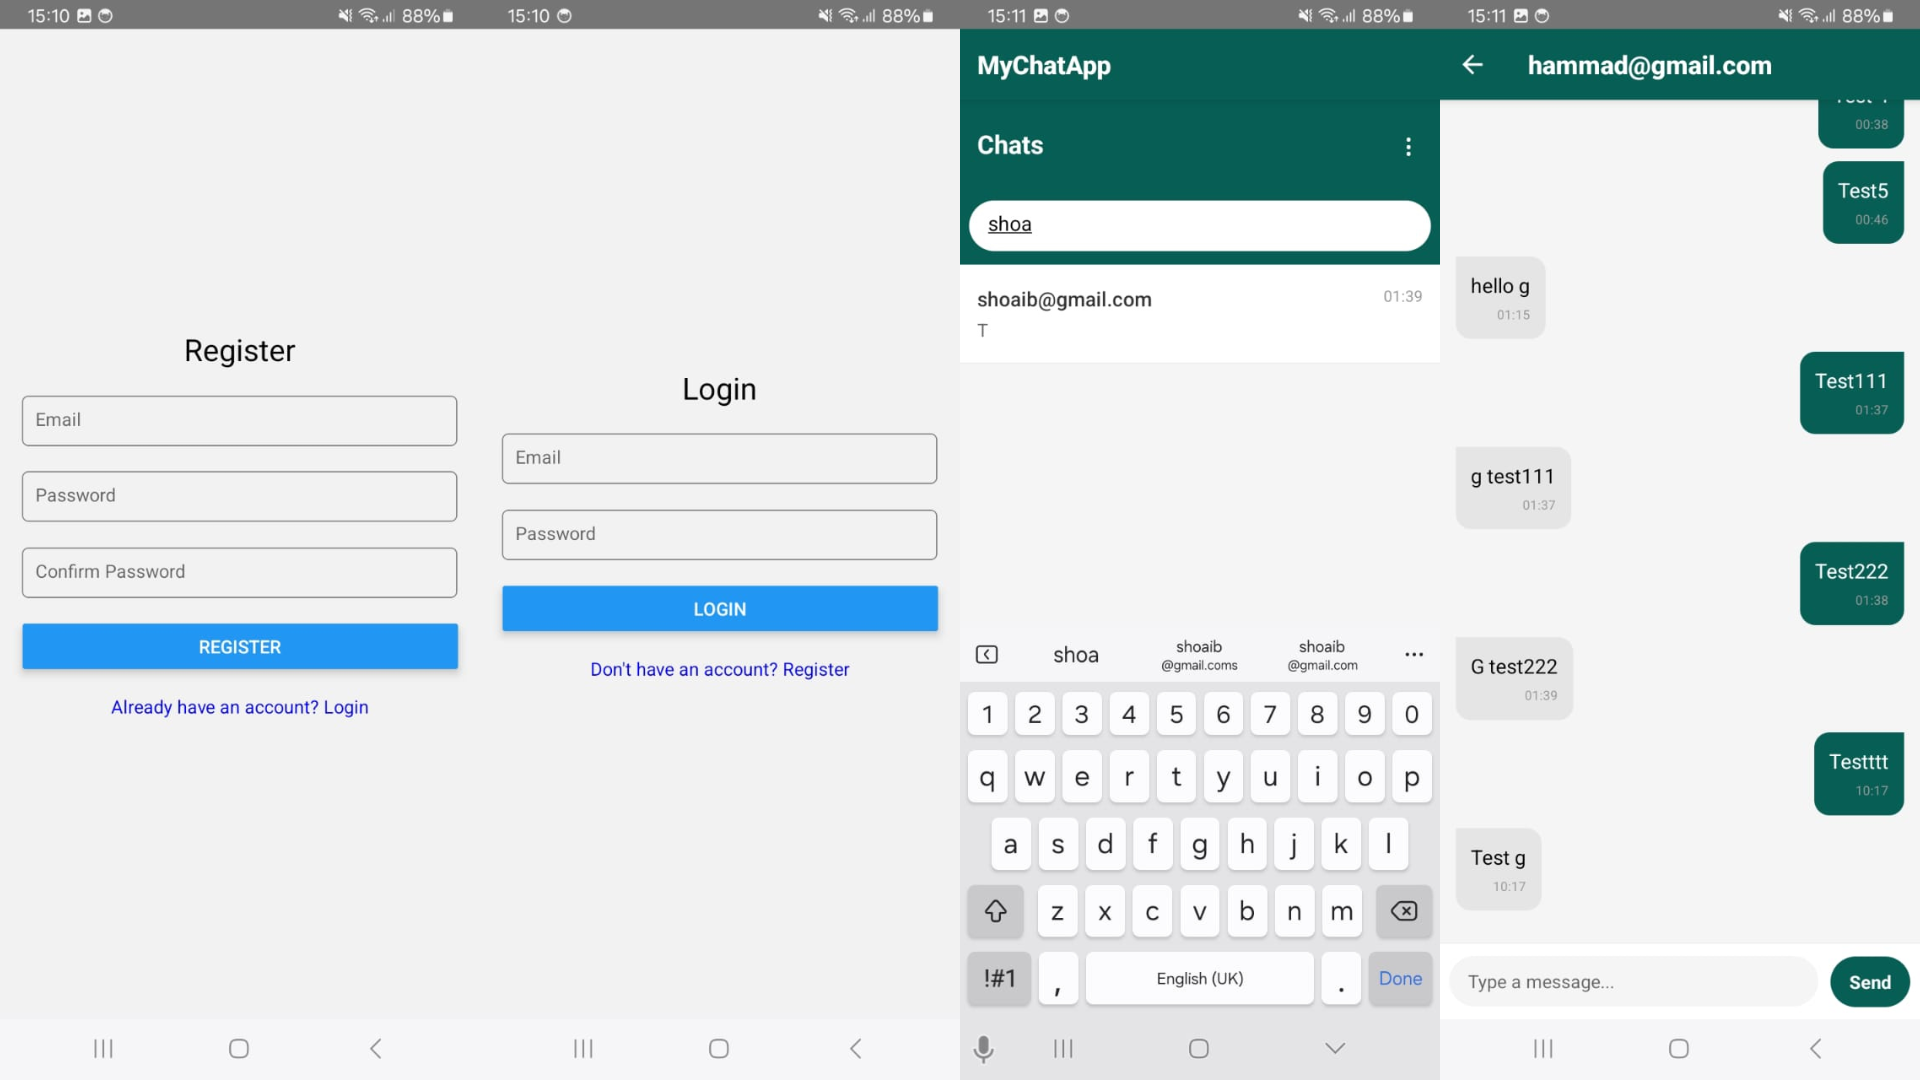 15:10
88%
Register
Email
Password
Confirm Password
REGISTER
Already have an account? Login
15:10
88%
Login
Email
Password
LOGIN
Don't have an account? Register
15:11
88%
MyChatApp
Chats
shoa
shoaib@gmail.com
01:39
T
shoa
shoaib
@gmail.coms
shoaib
@gmail.com
1 2 3 4 5 6 7 8 9 0
q w e r t y u i o p
a s d f g h j k l
z x c v b n m
!#1 , English (UK) . Done
15:11
88%
hammad@gmail.com
00:38
Test5
00:46
hello g
01:15
Test111
01:37
g test111
01:37
Test222
01:38
G test222
01:39
Testttt
10:17
Test g
10:17
Type a message...
Send